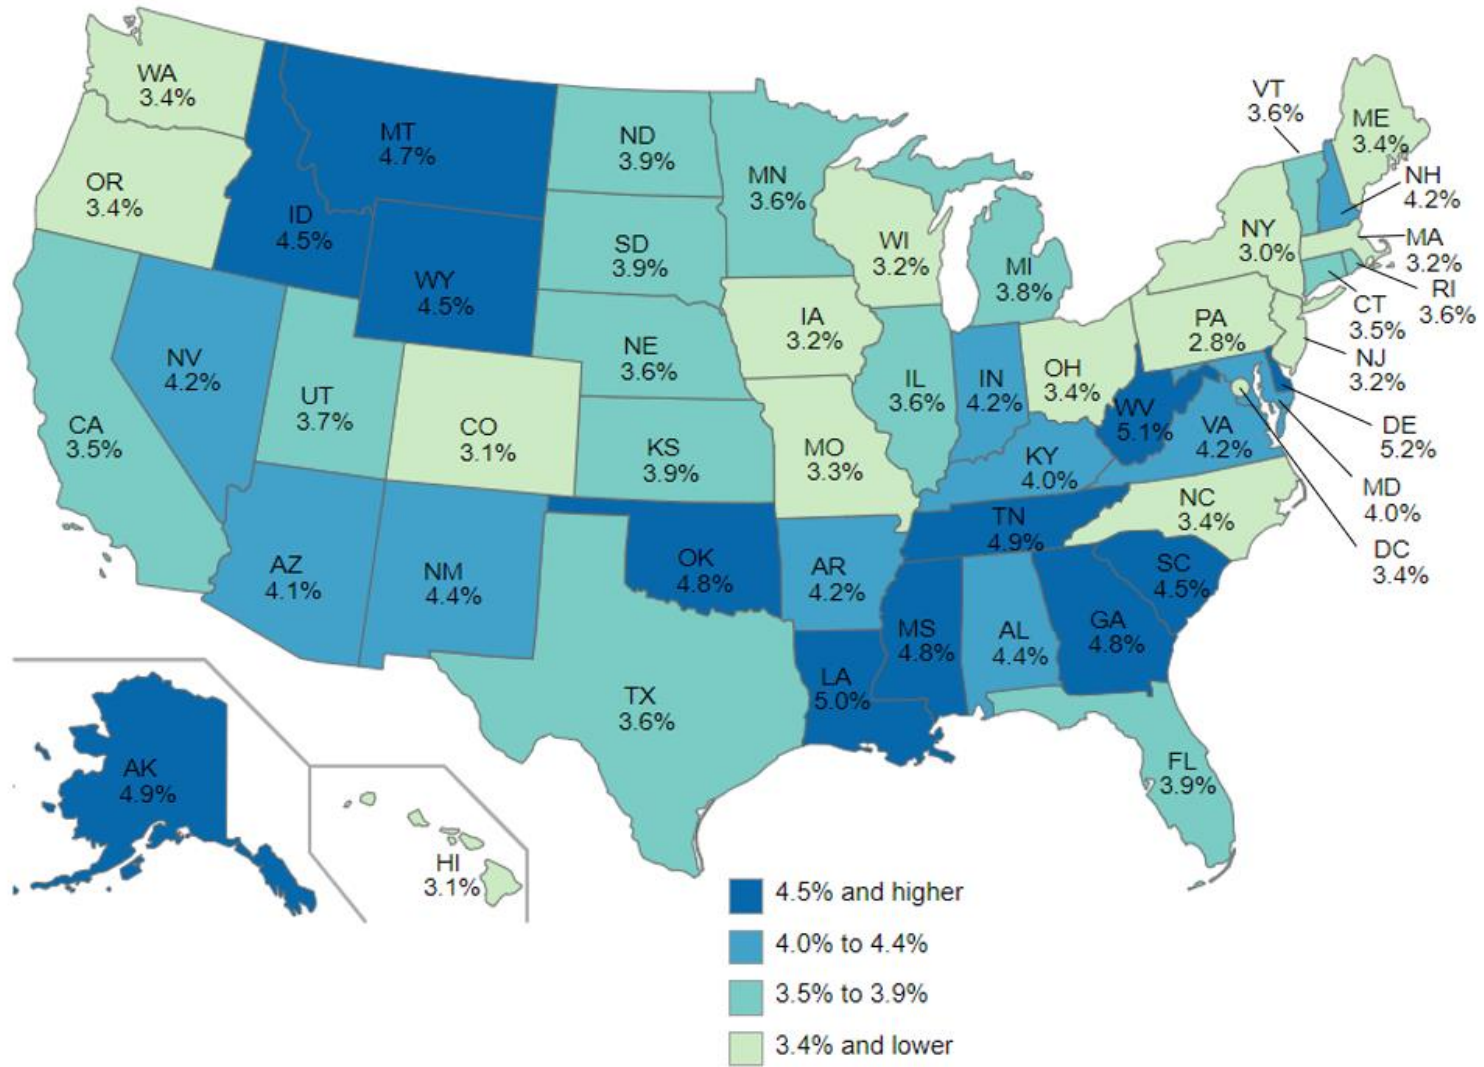 WA
3.4%
OR
3.4%
CA
3.5%
NV
4.2%
ID
4.5%
MT
4.7%
WY
4.5%
UT
3.7%
CO
3.1%
AZ
4.1%
NM
4.4%
ND
3.9%
SD
3.9%
NE
3.6%
KS
3.9%
OK
4.8%
TX
3.6%
MN
3.6%
IA
3.2%
MO
3.3%
AR
4.2%
LA
5.0%
WI
3.2%
IL
3.6%
MI
3.8%
IN
4.2%
OH
3.4%
KY
4.0%
TN
4.9%
MS
4.8%
AL
4.4%
GA
4.8%
FL
3.9%
SC
4.5%
NC
3.4%
VA
4.2%
WV
5.1%
PA
2.8%
NY
3.0%
VT
3.6%
ME
3.4%
NH
4.2%
MA
3.2%
RI
3.6%
CT
3.5%
NJ
3.2%
DE
5.2%
MD
4.0%
DC
3.4%
AK
4.9%
HI
3.1%
4.5% and higher
4.0% to 4.4%
3.5% to 3.9%
3.4% and lower